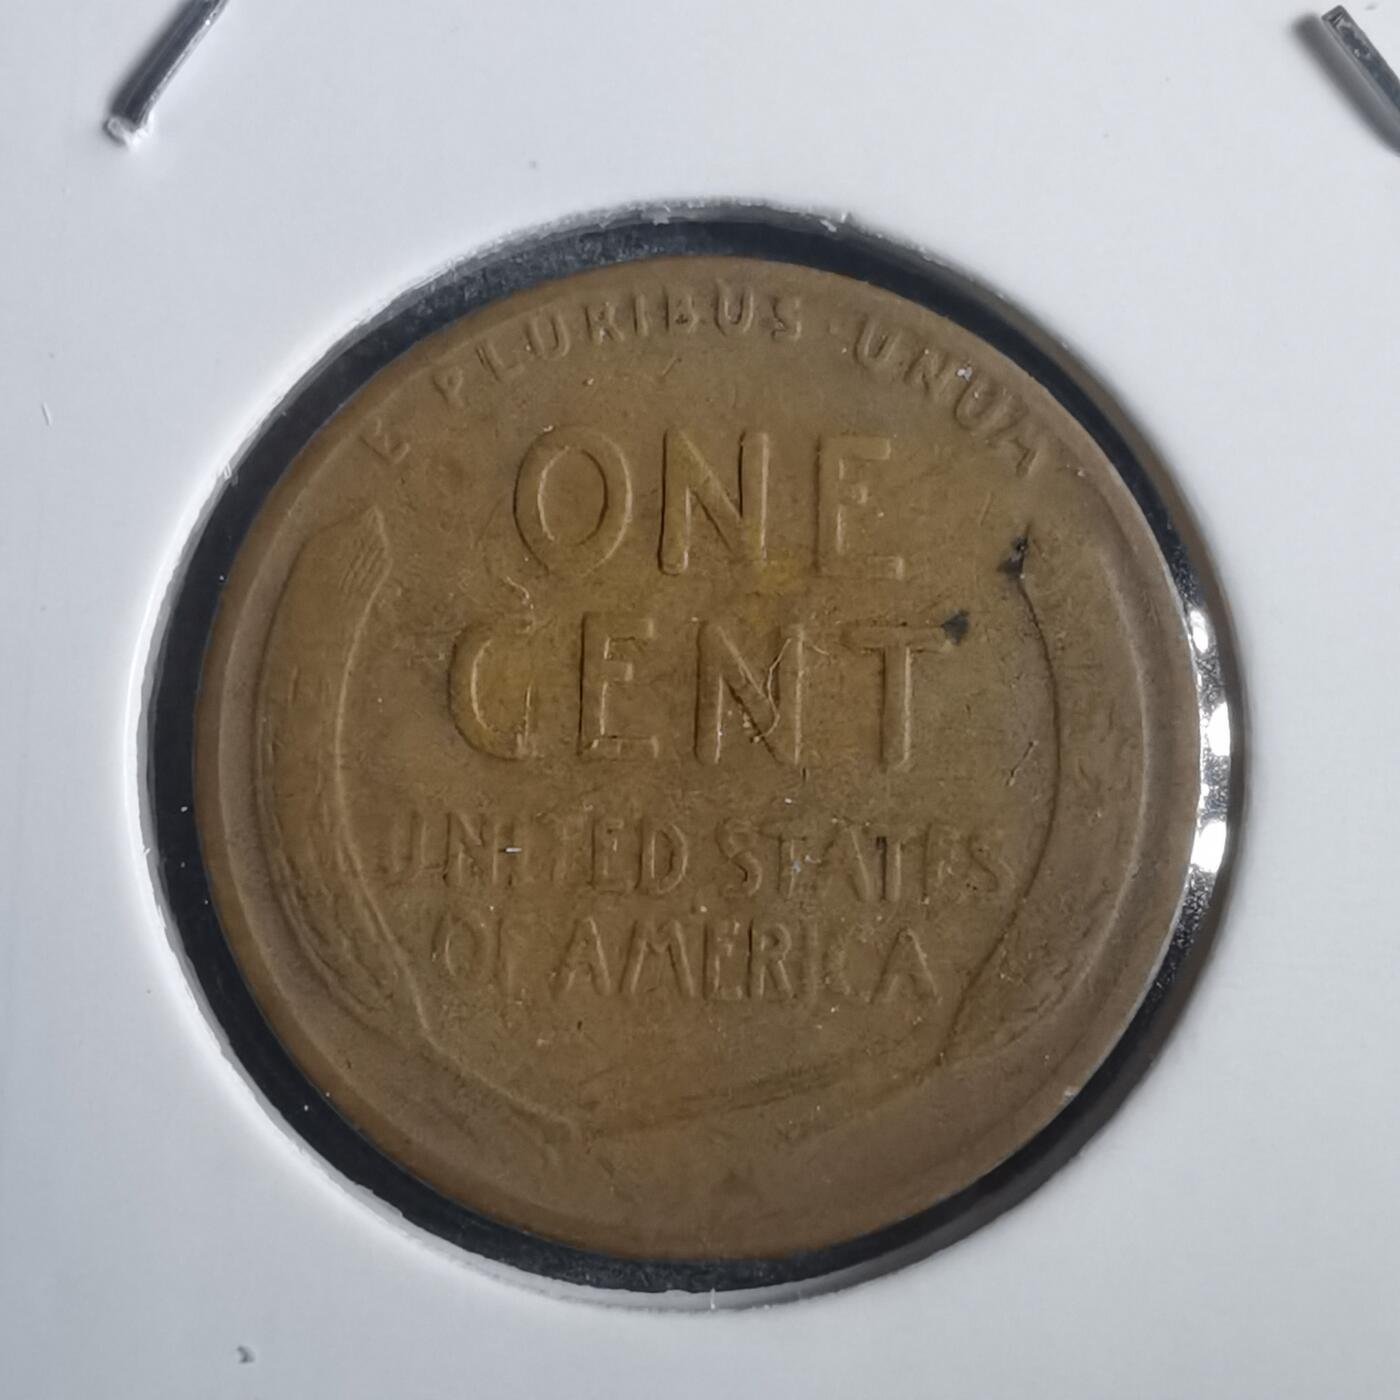 E PLURIBUS · UNUM
ONE
CENT
UNITED STATES
OF AMERICA